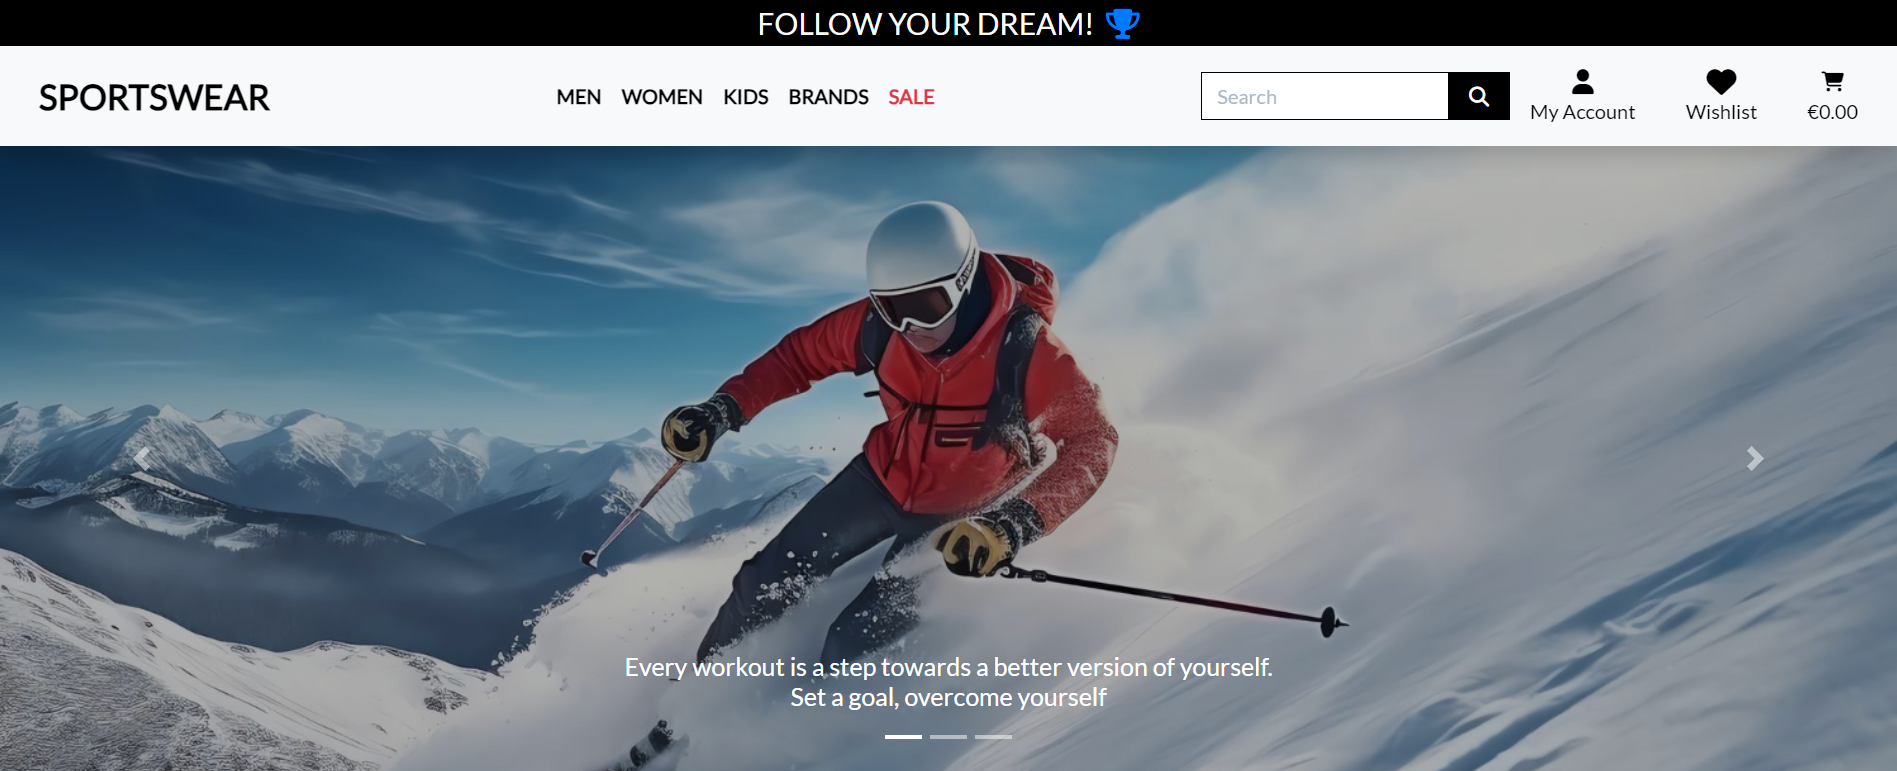 FOLLOW YOUR DREAM!
SPORTSWEAR
MEN WOMEN KIDS BRANDS SALE
Search
My Account
Wishlist
€0.00
Every workout is a step towards a better version of yourself.
Set a goal, overcome yourself